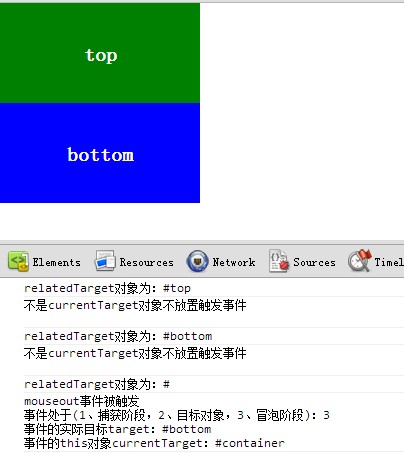 top
bottom
Elements Resources Network Sources Timel
relatedTarget对象为：#top
不是currentTarget对象不放置触发事件
relatedTarget对象为：#bottom
不是currentTarget对象不放置触发事件
relatedTarget对象为：#
mouseout事件被触发
事件处于(1、捕获阶段，2、目标对象，3、冒泡阶段)：3
事件的实际目标target：#bottom
事件的this对象currentTarget：#container